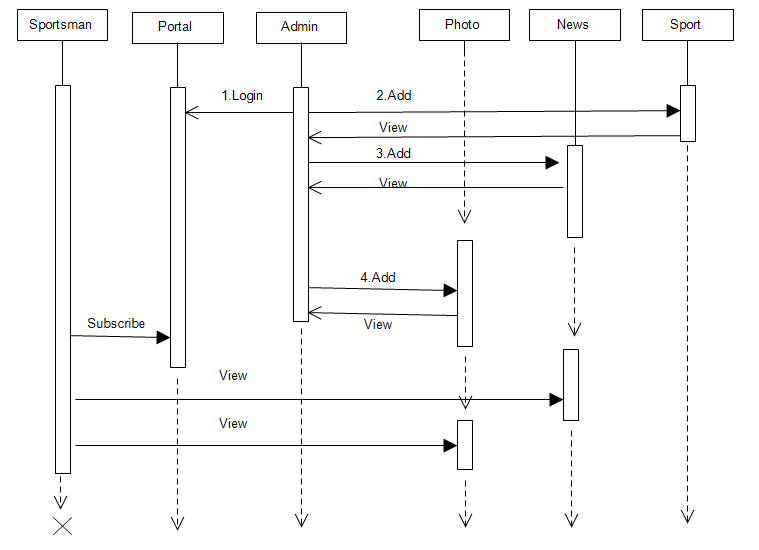 Sportsman
Portal
Admin
Photo
News
Sport
1.Login
2.Add
View
3.Add
View
4.Add
View
Subscribe
View
View